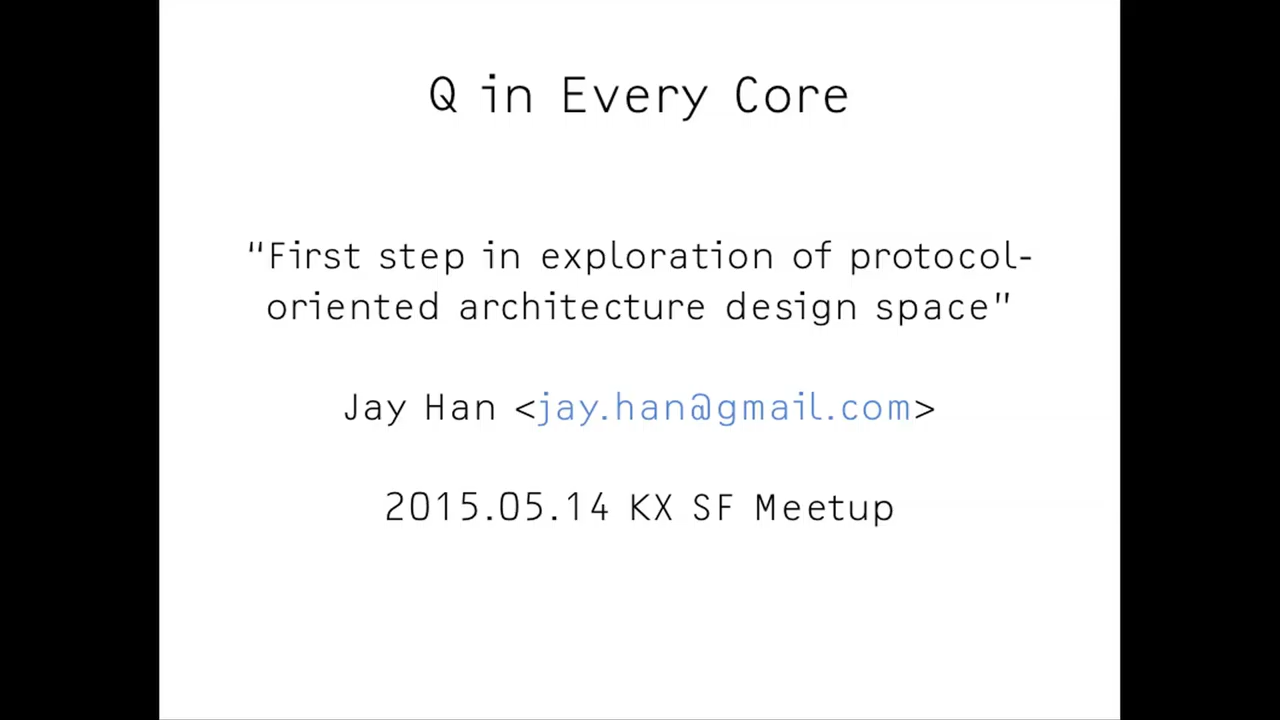 Q in Every Core
"First step in exploration of protocol-
oriented architecture design space"
Jay Han <jay.han@gmail.com>
2015.05.14 KX SF Meetup